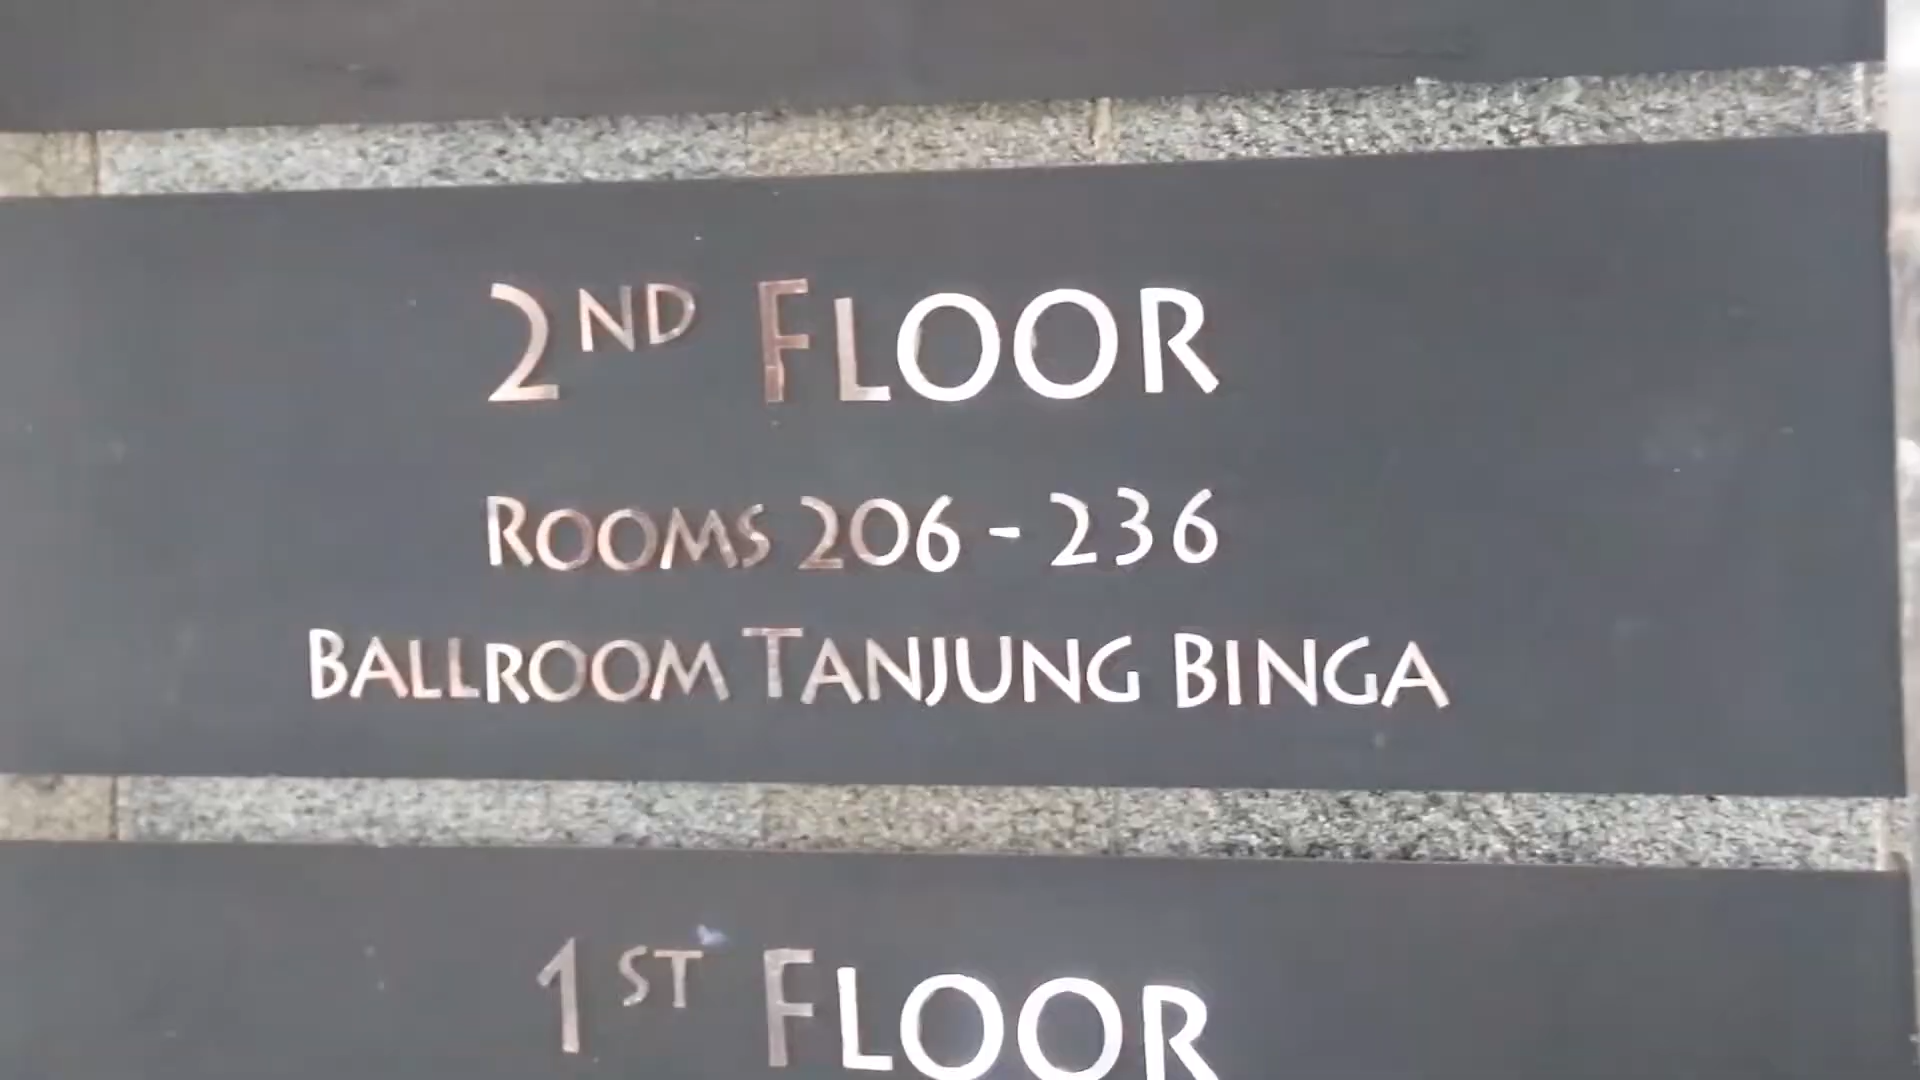 2ND FLOOR
ROOMS 206 - 236
BALLROOM TANJUNG BINGA
1ST FLOOR